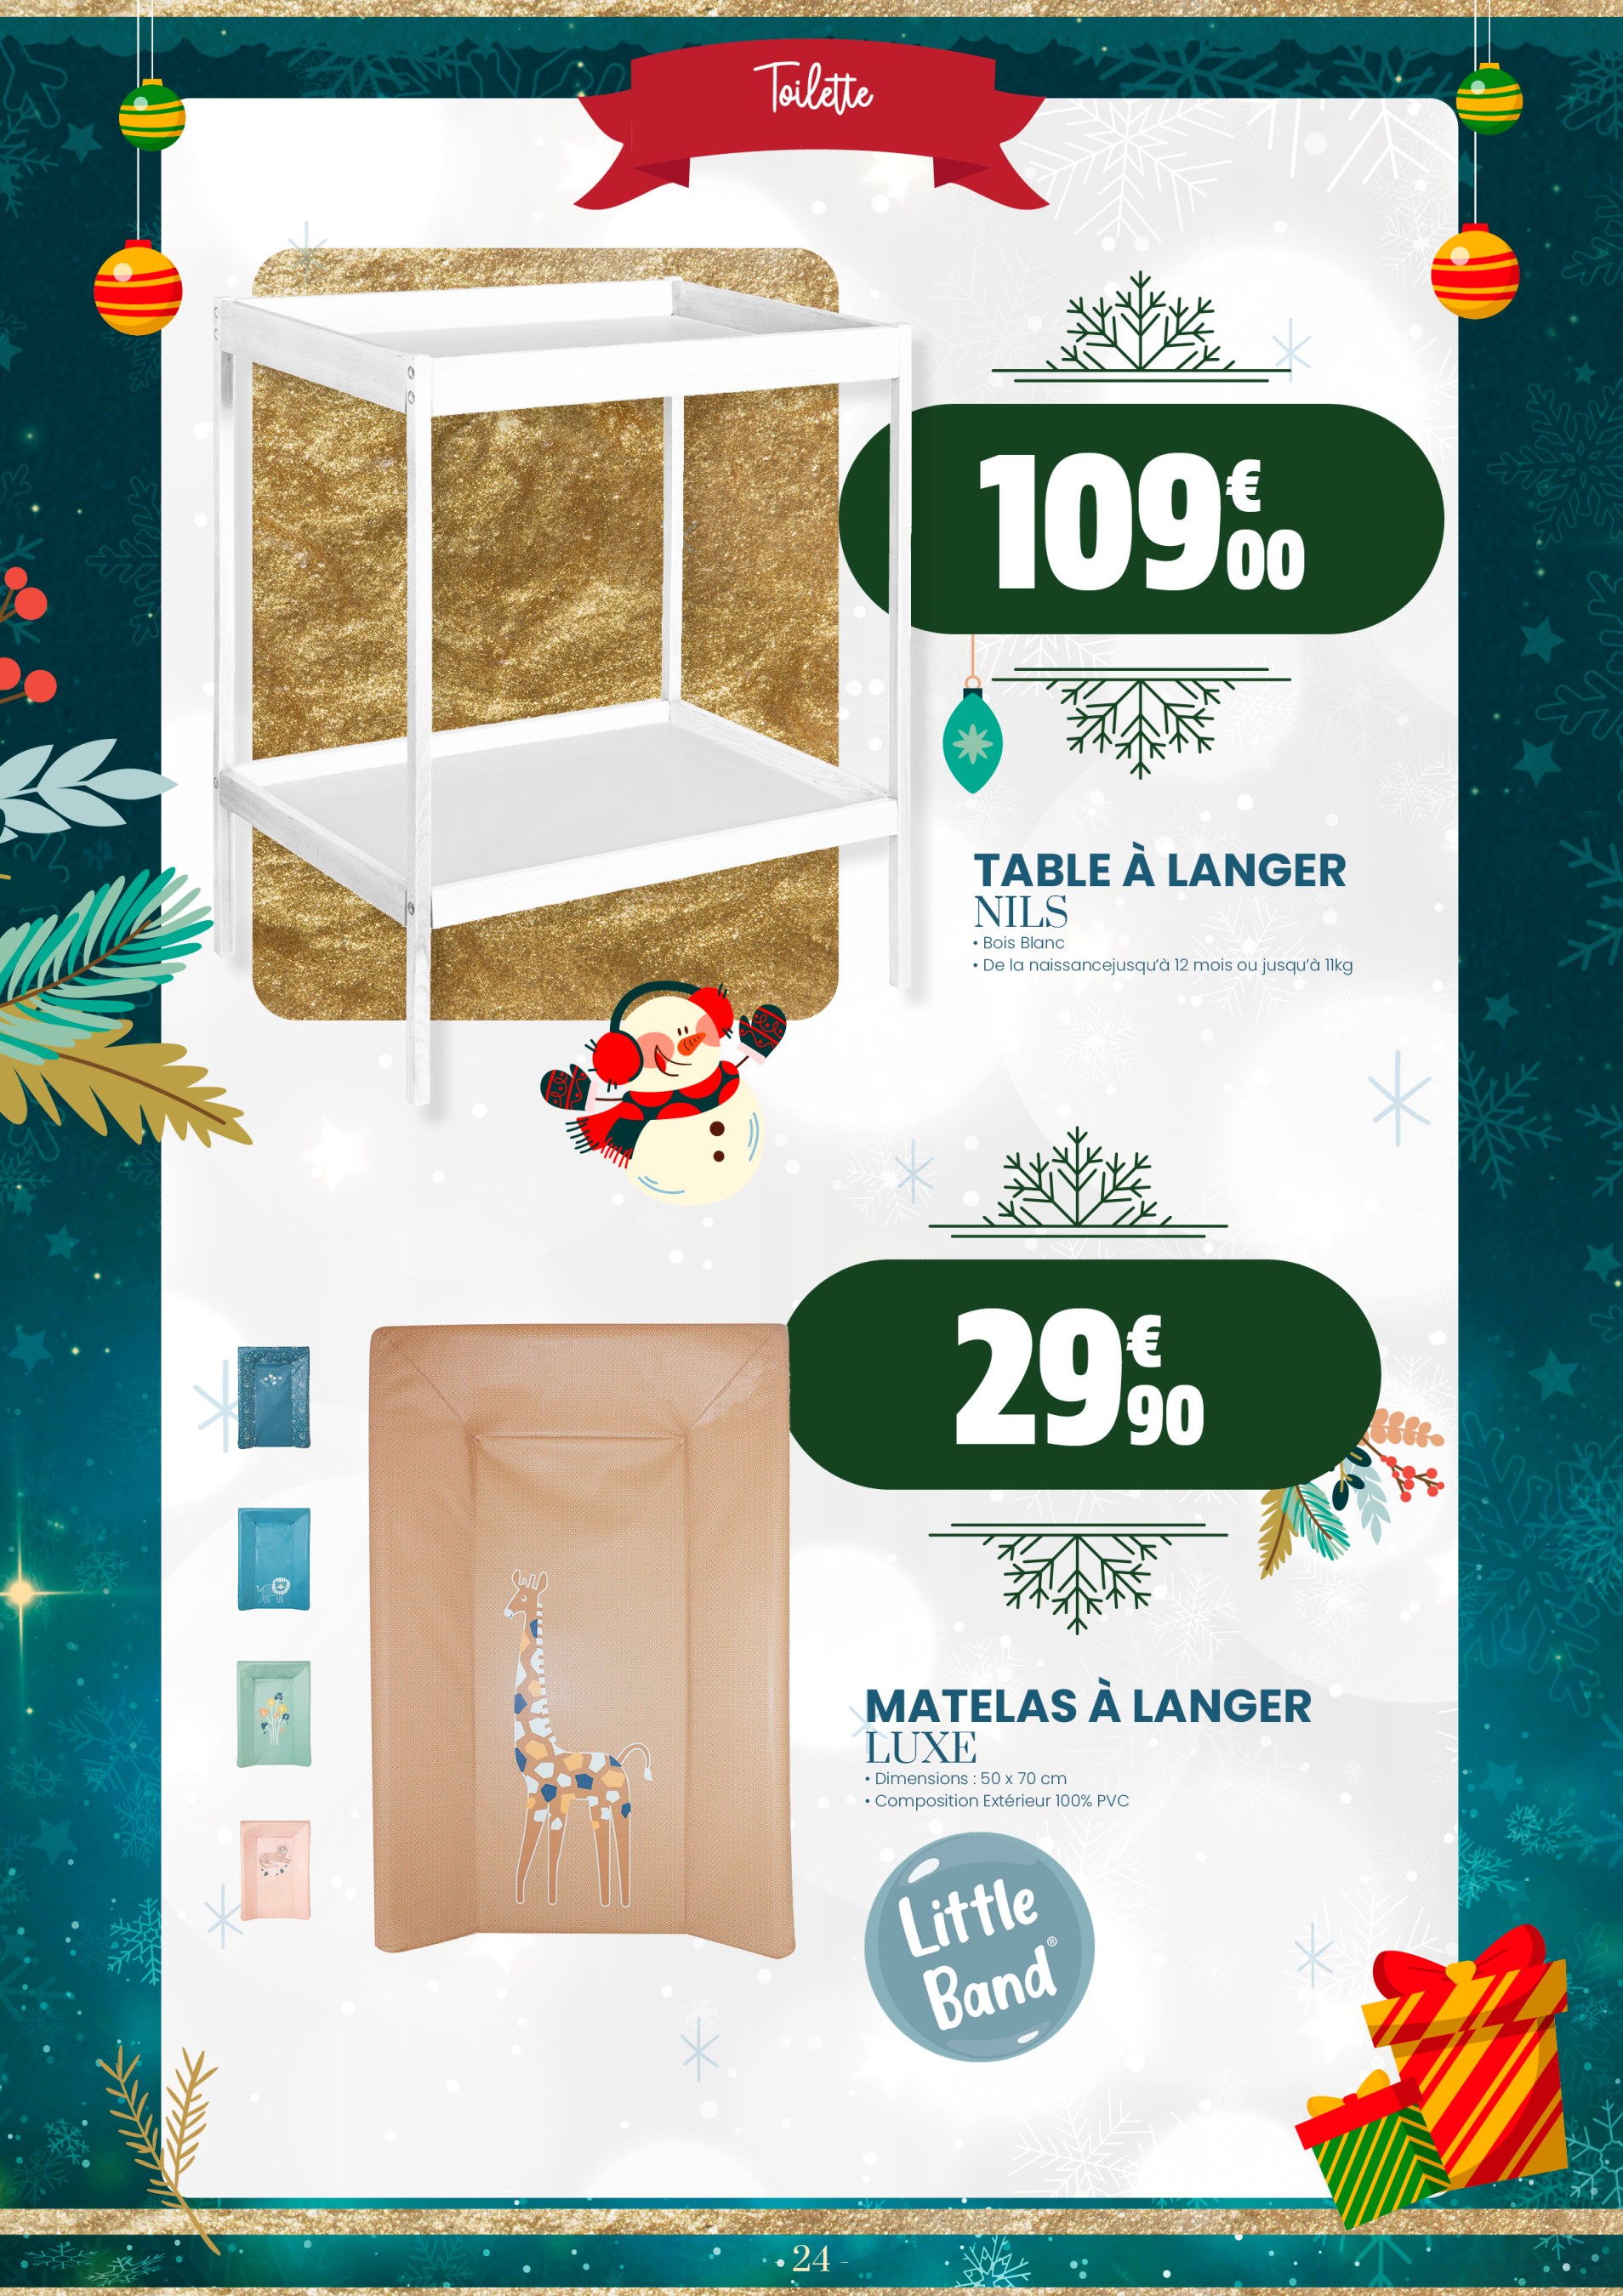 Toilette
109€00
TABLE À LANGER
NILS
• Bois Blanc
• De la naissancejusqu'à 12 mois ou jusqu'à 11kg
29€90
MATELAS À LANGER
LUXE
• Dimensions : 50 x 70 cm
• Composition Extérieur 100% PVC
Little
Band®
- 24 -